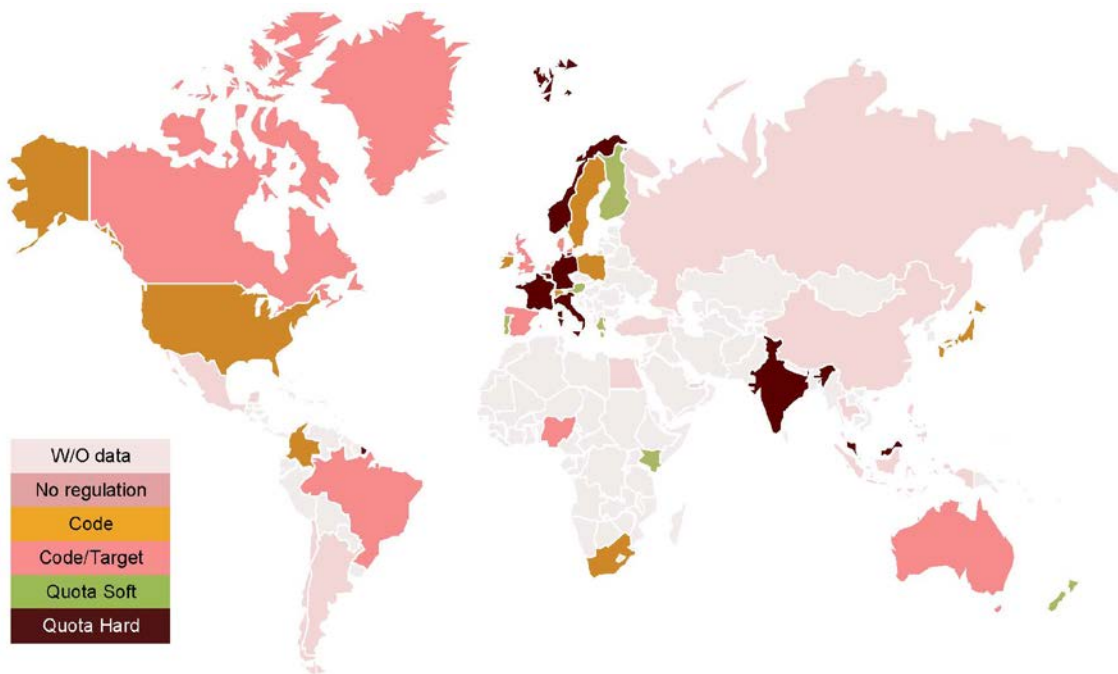 W/O data
No regulation
Code
Code/Target
Quota Soft
Quota Hard